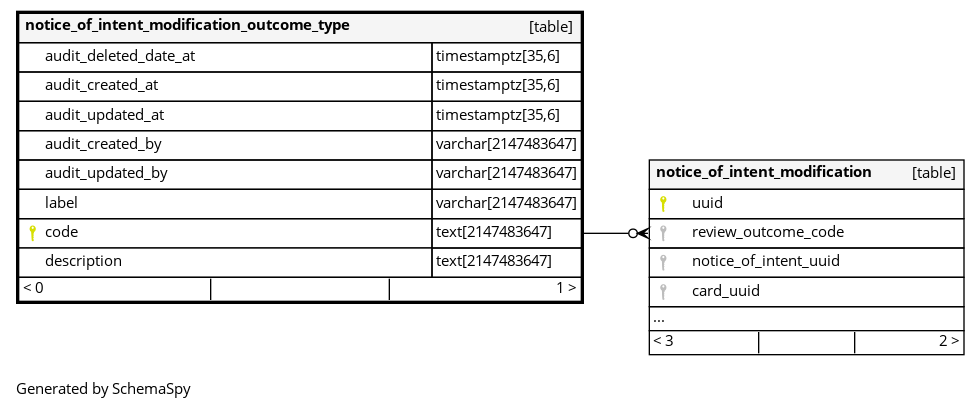 notice_of_intent_modification_outcome_type [table]
audit_deleted_date_at timestamptz[35,6]
audit_created_at timestamptz[35,6]
audit_updated_at timestamptz[35,6]
audit_created_by varchar[2147483647]
audit_updated_by varchar[2147483647]
label varchar[2147483647]
code text[2147483647]
description text[2147483647]
< 0 1 >
notice_of_intent_modification [table]
uuid
review_outcome_code
notice_of_intent_uuid
card_uuid
...
< 3 2 >
Generated by SchemaSpy